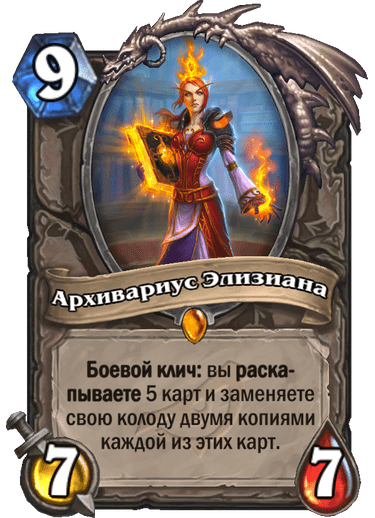 9
Архивариус Элизиана
Боевой клич: вы раска-
пываете 5 карт и заменяете
свою колоду двумя копиями
каждой из этих карт.
7
7